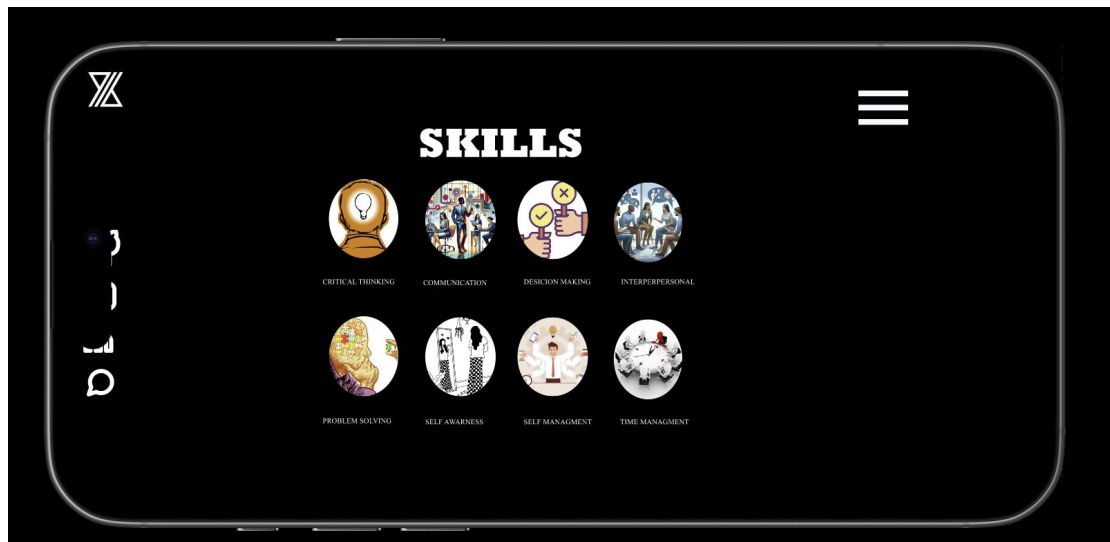 SKILLS
CRITICAL THINKING COMMUNICATION DESICION MAKING INTERPERPERSONAL
PROBLEM SOLVING SELF AWARNESS SELF MANAGMENT TIME MANAGMENT